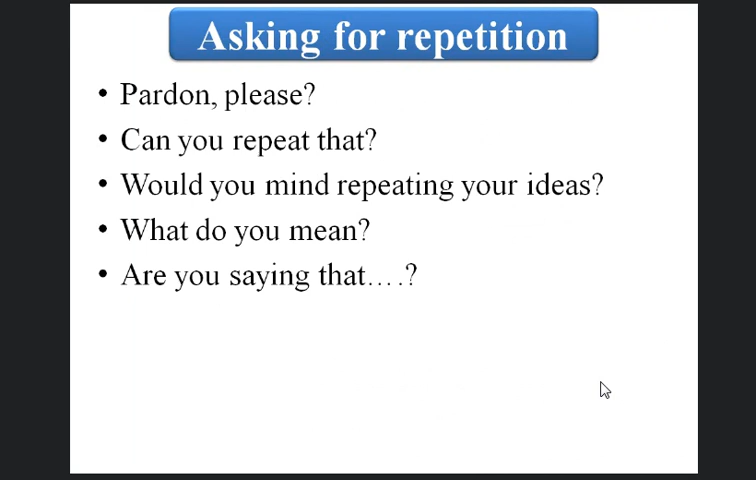 Asking for repetition
• Pardon, please?
• Can you repeat that?
• Would you mind repeating your ideas?
• What do you mean?
• Are you saying that….?